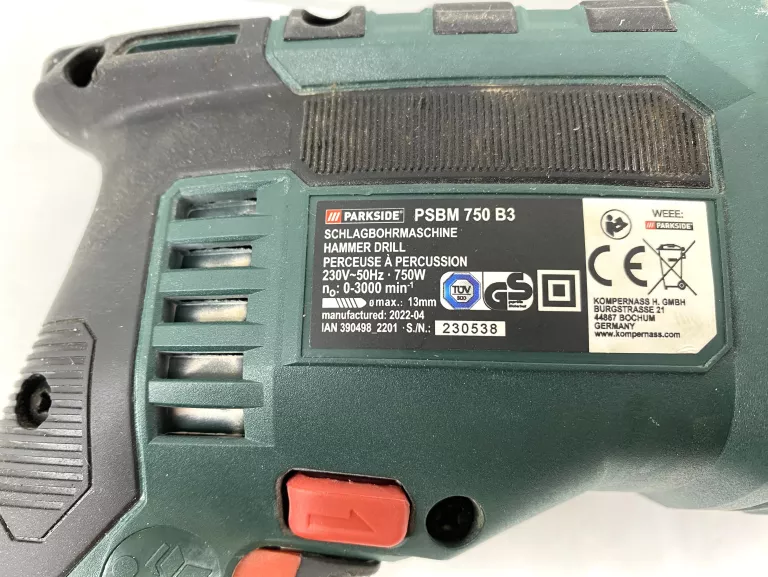 /// PARKSIDE® PSBM 750 B3
SCHLAGBOHRMASCHINE
HAMMER DRILL
PERCEUSE À PERCUSSION
230V~50Hz · 750W
n₀: 0-3000 min⁻¹
ø max.: 13mm
manufactured: 2022-04
IAN 390498_2201 · S./N.: 230538
TÜV
SÜD
GS
WEEE:
/// PARKSIDE®
CE
KOMPERNASS H. GMBH
BURGSTRASSE 21
44867 BOCHUM
GERMANY
www.kompernass.com
1